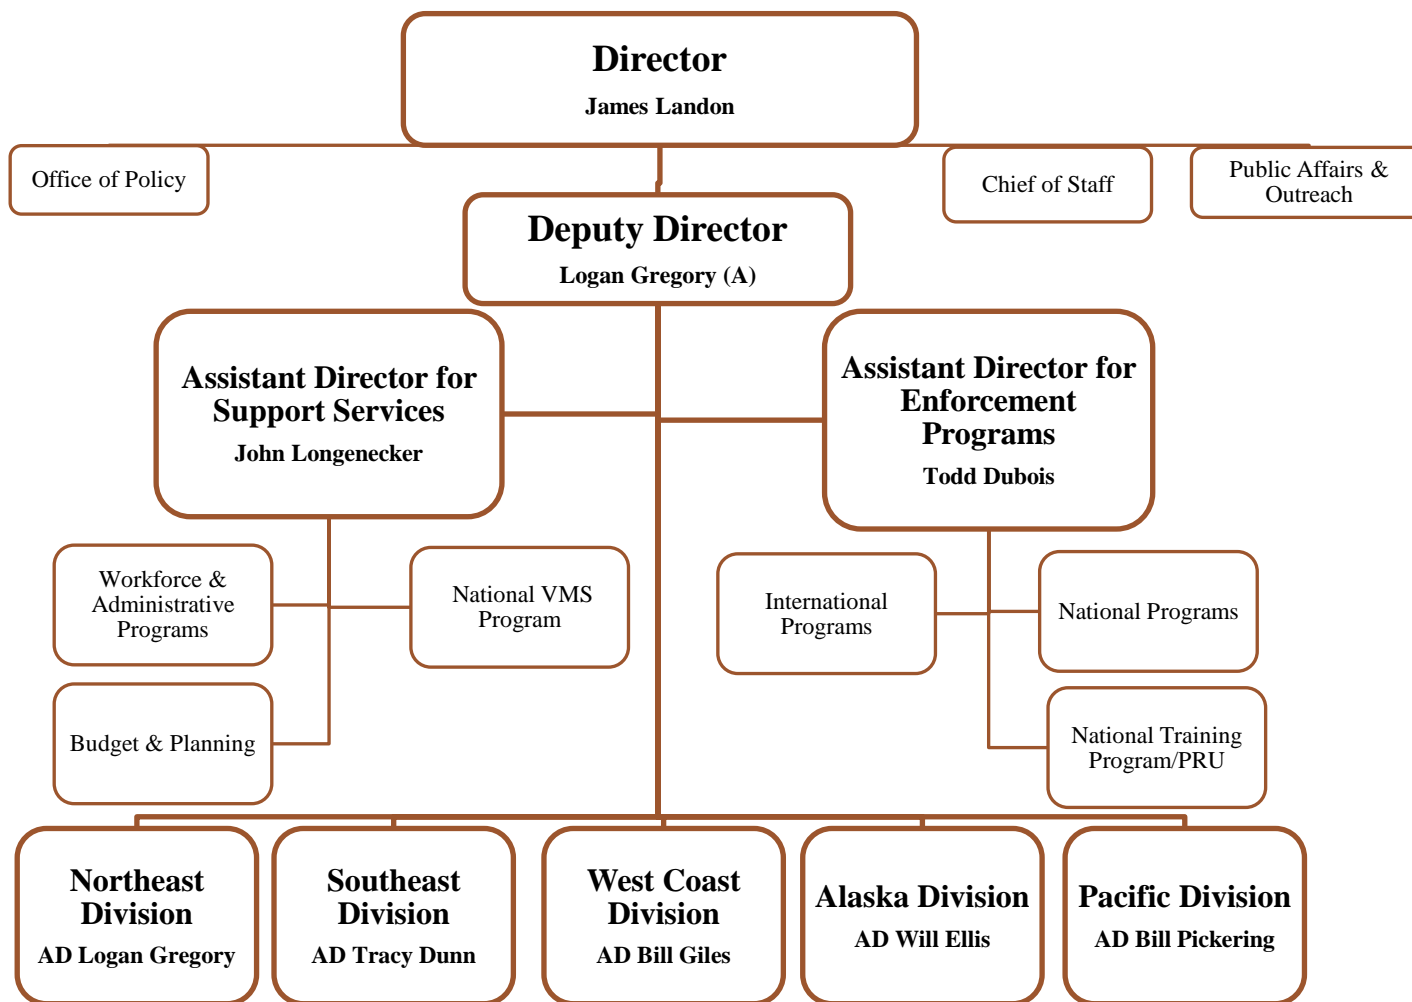 Director
James Landon
Office of Policy
Chief of Staff
Public Affairs &
Outreach
Deputy Director
Logan Gregory (A)
Assistant Director for
Support Services
John Longenecker
Assistant Director for
Enforcement
Programs
Todd Dubois
Workforce &
Administrative
Programs
National VMS
Program
International
Programs
National Programs
Budget & Planning
National Training
Program/PRU
Northeast
Division
AD Logan Gregory
Southeast
Division
AD Tracy Dunn
West Coast
Division
AD Bill Giles
Alaska Division
AD Will Ellis
Pacific Division
AD Bill Pickering